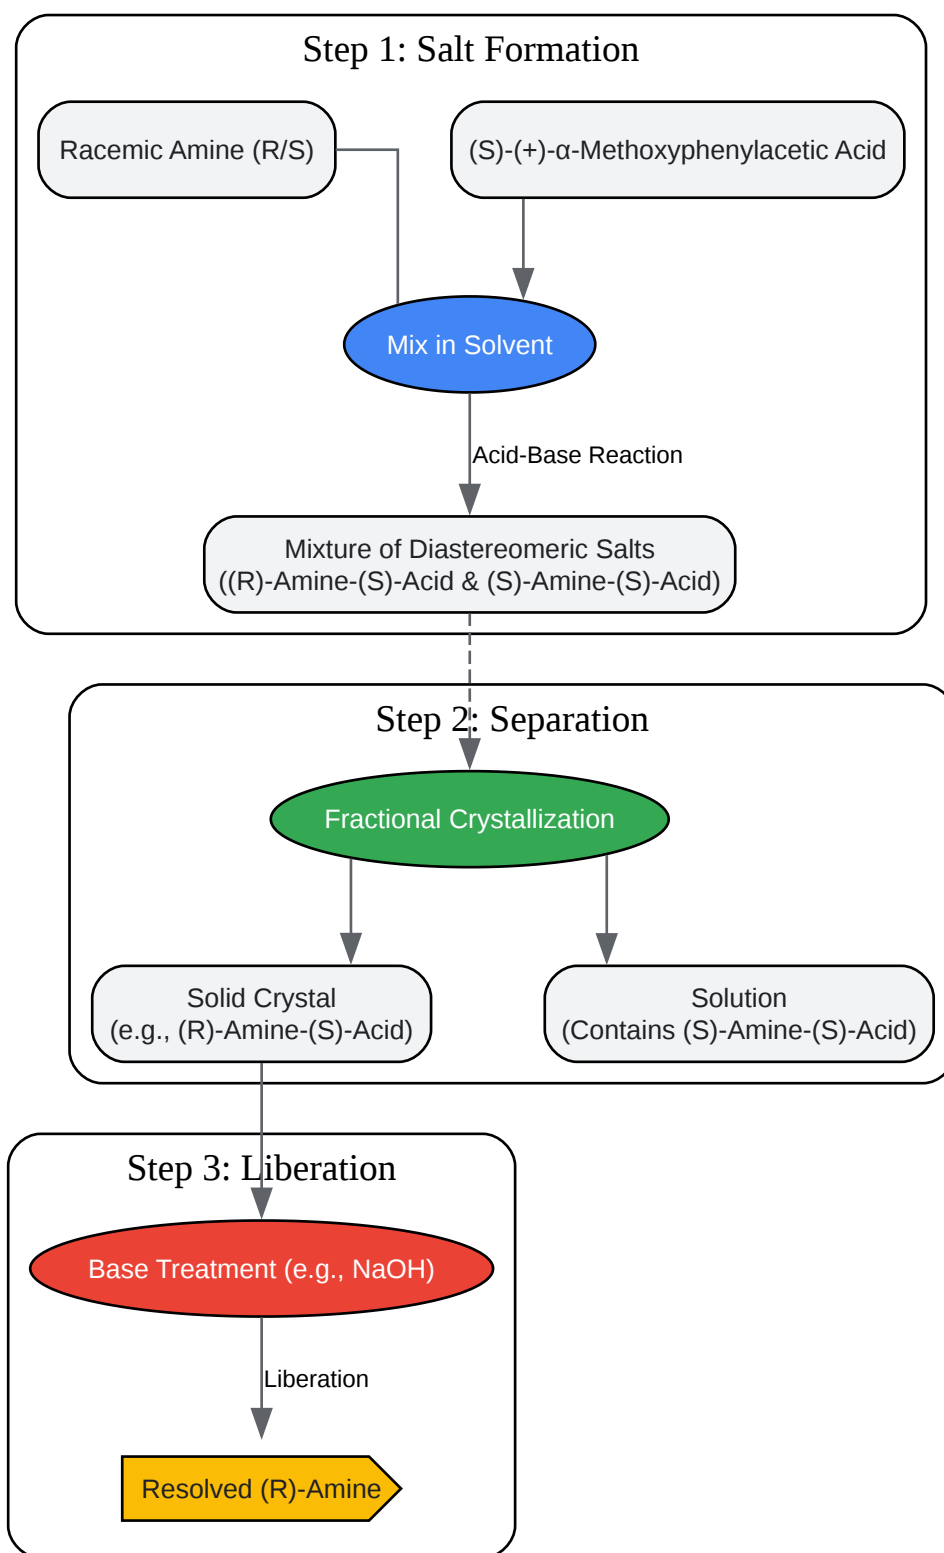 Step 1: Salt Formation
Racemic Amine (R/S)
(S)-(+)-α-Methoxyphenylacetic Acid
Mix in Solvent
Acid-Base Reaction
Mixture of Diastereomeric Salts
((R)-Amine-(S)-Acid & (S)-Amine-(S)-Acid)
Step 2: Separation
Fractional Crystallization
Solid Crystal
(e.g., (R)-Amine-(S)-Acid)
Solution
(Contains (S)-Amine-(S)-Acid)
Step 3: Liberation
Base Treatment (e.g., NaOH)
Liberation
Resolved (R)-Amine